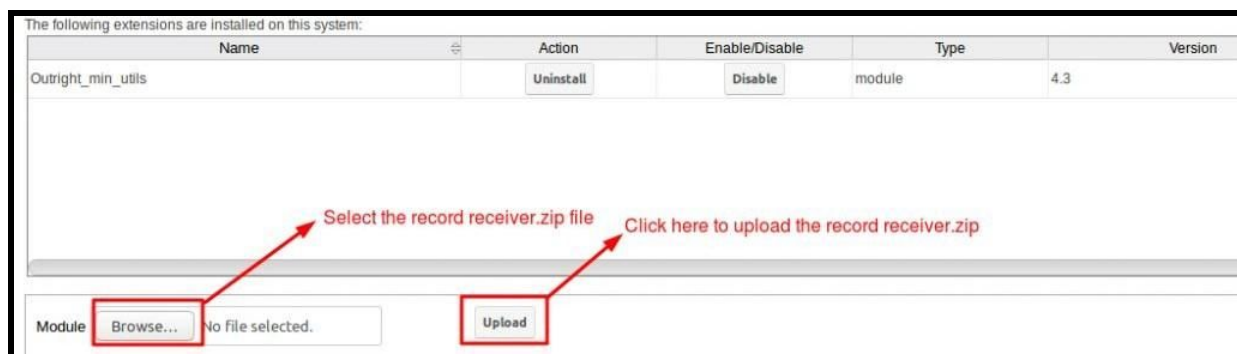 The following extensions are installed on this system:
Name Action Enable/Disable Type Version
Outright_min_utils Uninstall Disable module 4.3
Select the record receiver.zip file
Click here to upload the record receiver.zip
Module Browse... No file selected. Upload